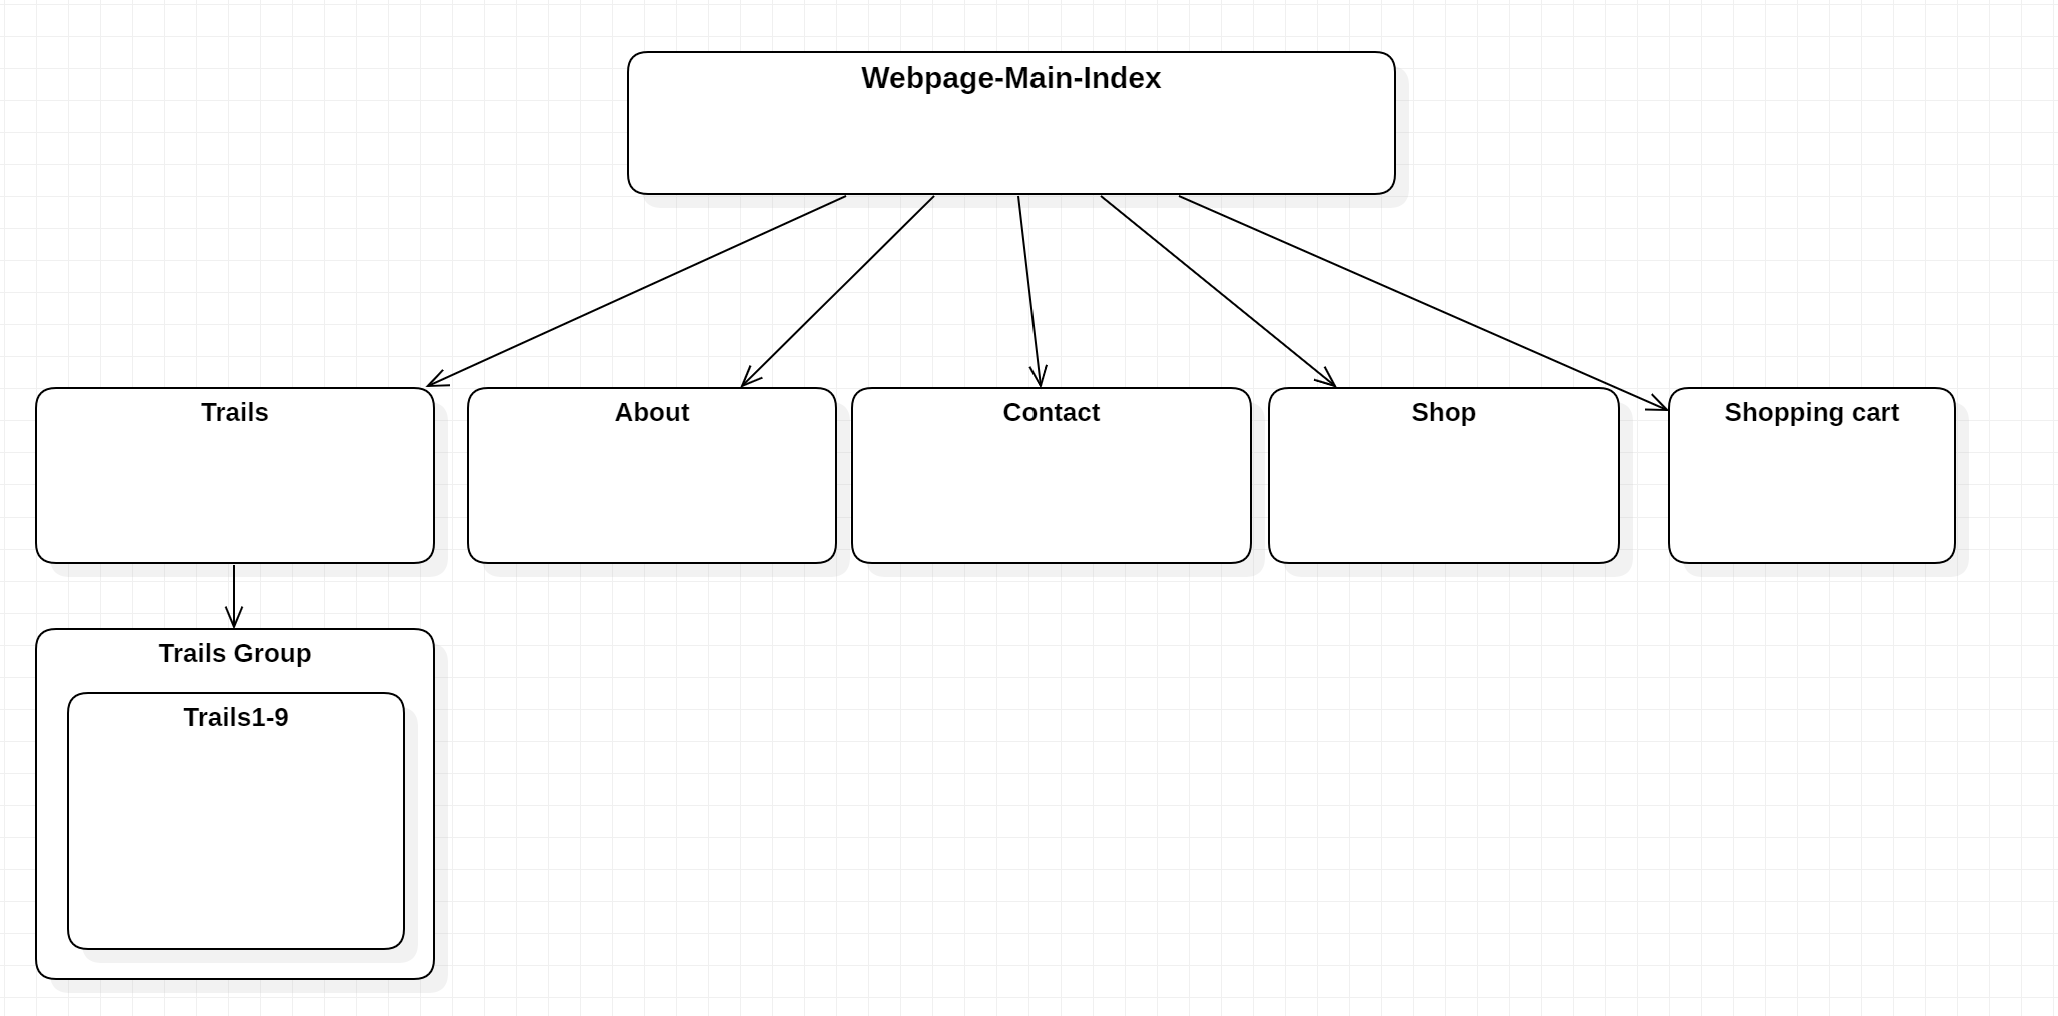 Webpage-Main-Index
Trails
About
Contact
Shop
Shopping cart
Trails Group
Trails1-9